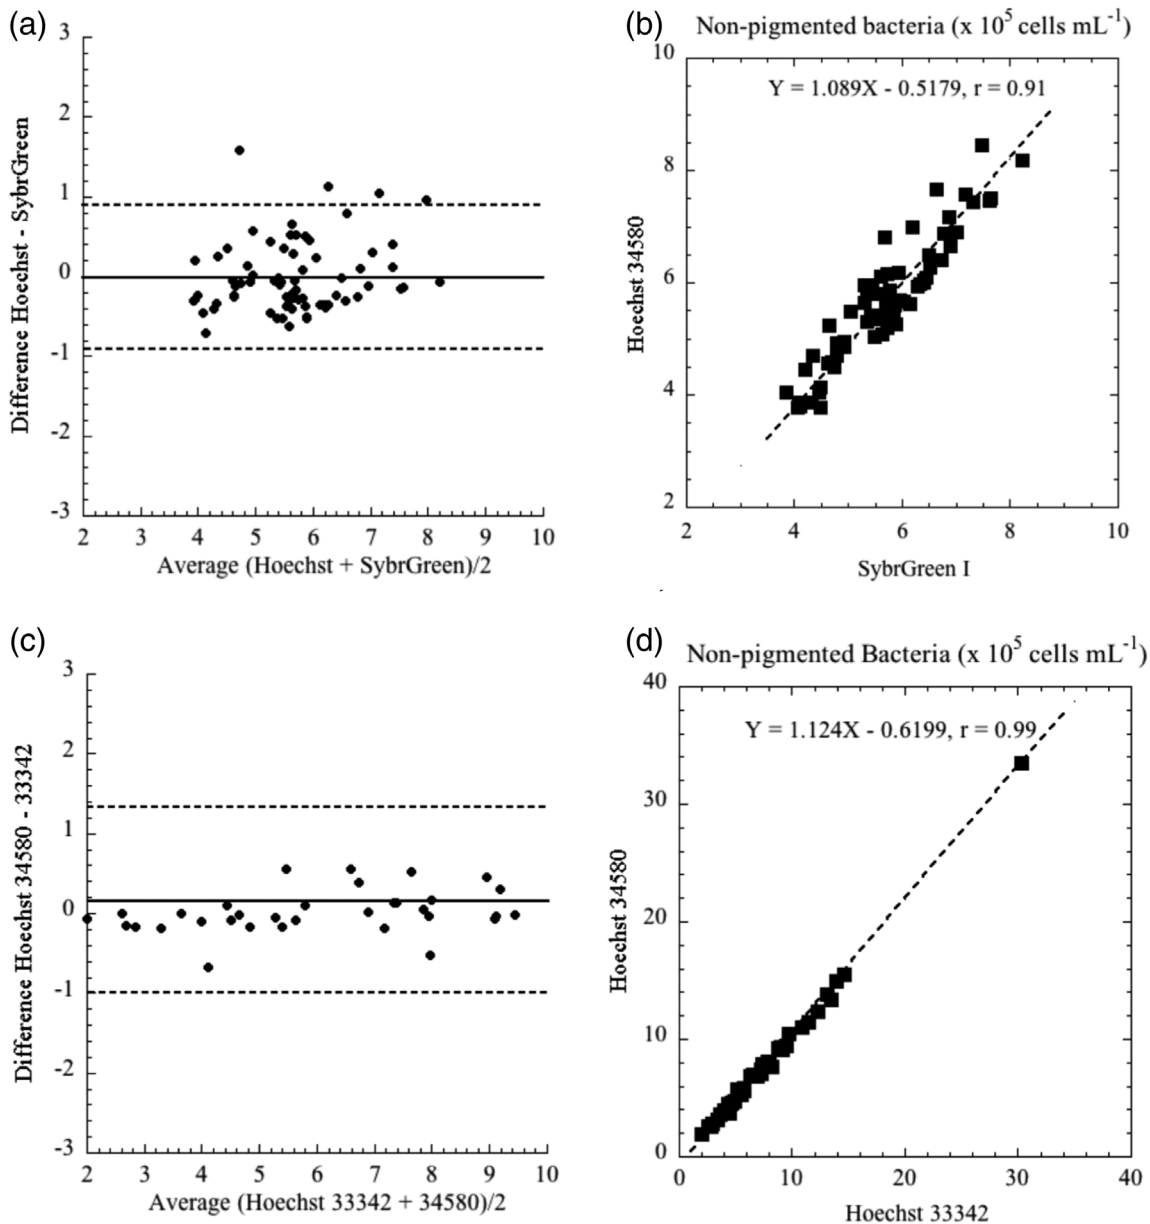 (a)
3
2
1
0
-1
-2
-3
Difference Hoechst - SybrGreen
2 3 4 5 6 7 8 9 10
Average (Hoechst + SybrGreen)/2
(b)
Non-pigmented bacteria (x 10⁵ cells mL⁻¹)
Y = 1.089X - 0.5179, r = 0.91
10
8
6
4
2
Hoechst 34580
2 4 6 8 10
SybrGreen I
(c)
3
2
1
0
-1
-2
-3
Difference Hoechst 34580 - 33342
2 3 4 5 6 7 8 9 10
Average (Hoechst 33342 + 34580)/2
(d)
Non-pigmented Bacteria (x 10⁵ cells mL⁻¹)
Y = 1.124X - 0.6199, r = 0.99
40
30
20
10
0
Hoechst 34580
0 10 20 30 40
Hoechst 33342